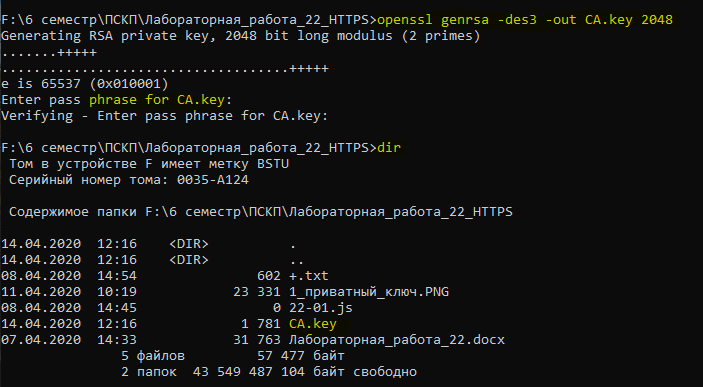 F:\6 семестр\ПСКП\Лабораторная_работа_22_HTTPS>openssl genrsa -des3 -out CA.key 2048
Generating RSA private key, 2048 bit long modulus (2 primes)
.......+++++
....................................+++++
e is 65537 (0x010001)
Enter pass phrase for CA.key:
Verifying - Enter pass phrase for CA.key:
F:\6 семестр\ПСКП\Лабораторная_работа_22_HTTPS>dir
Том в устройстве F имеет метку BSTU
Серийный номер тома: 0035-A124
Содержимое папки F:\6 семестр\ПСКП\Лабораторная_работа_22_HTTPS
14.04.2020  12:16    <DIR>          .
14.04.2020  12:16    <DIR>          ..
08.04.2020  14:54               602 +.txt
11.04.2020  10:19            23 331 1_приватный_ключ.PNG
08.04.2020  14:45                 0 22-01.js
14.04.2020  12:16             1 781 CA.key
07.04.2020  14:33            31 763 Лабораторная_работа_22.docx
5 файлов         57 477 байт
2 папок  43 549 487 104 байт свободно